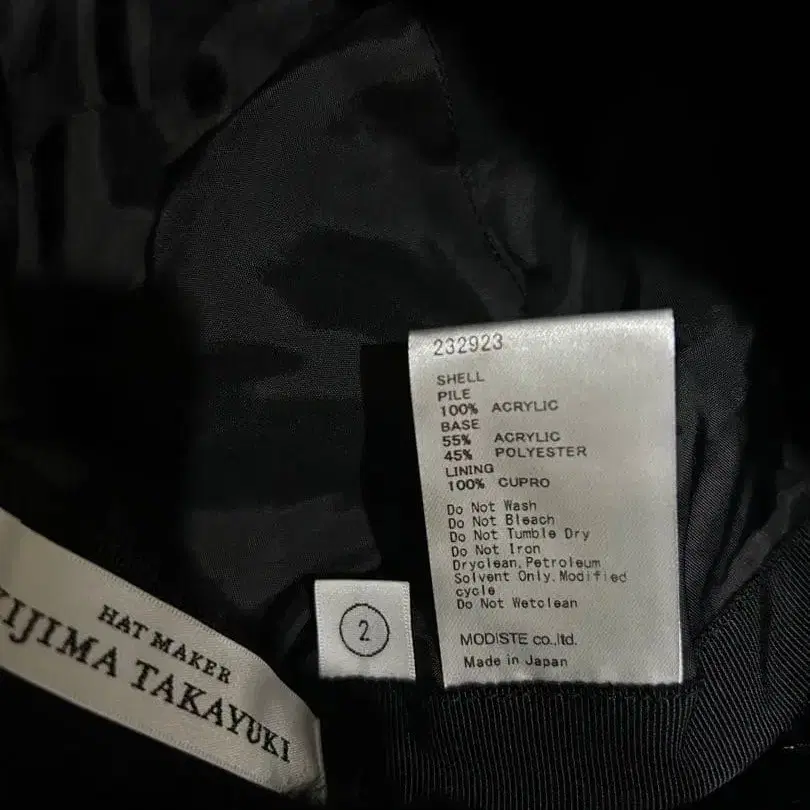 232923
SHELL
PILE
100% ACRYLIC
BASE
55% ACRYLIC
45% POLYESTER
LINING
100% CUPRO
Do Not Wash
Do Not Bleach
Do Not Tumble Dry
Do Not Iron
Dryclean,Petroleum
Solvent Only,Modified
cycle
Do Not Wetclean
MODISTE co.,ltd.
Made in Japan
2
HAT MAKER
KIJIMA TAKAYUKI